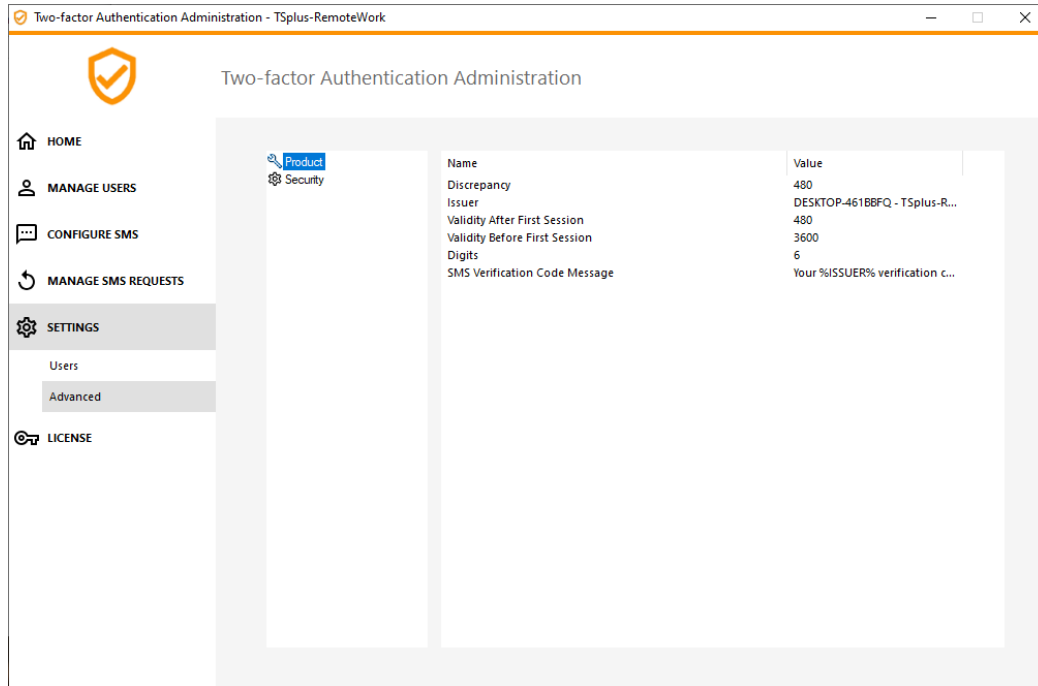 Two-factor Authentication Administration - TSplus-RemoteWork
Two-factor Authentication Administration
HOME
MANAGE USERS
CONFIGURE SMS
MANAGE SMS REQUESTS
SETTINGS
Users
Advanced
LICENSE
Product
Security
Name Value
Discrepancy 480
Issuer DESKTOP-461BBFQ - TSplus-R...
Validity After First Session 480
Validity Before First Session 3600
Digits 6
SMS Verification Code Message Your %ISSUER% verification c...